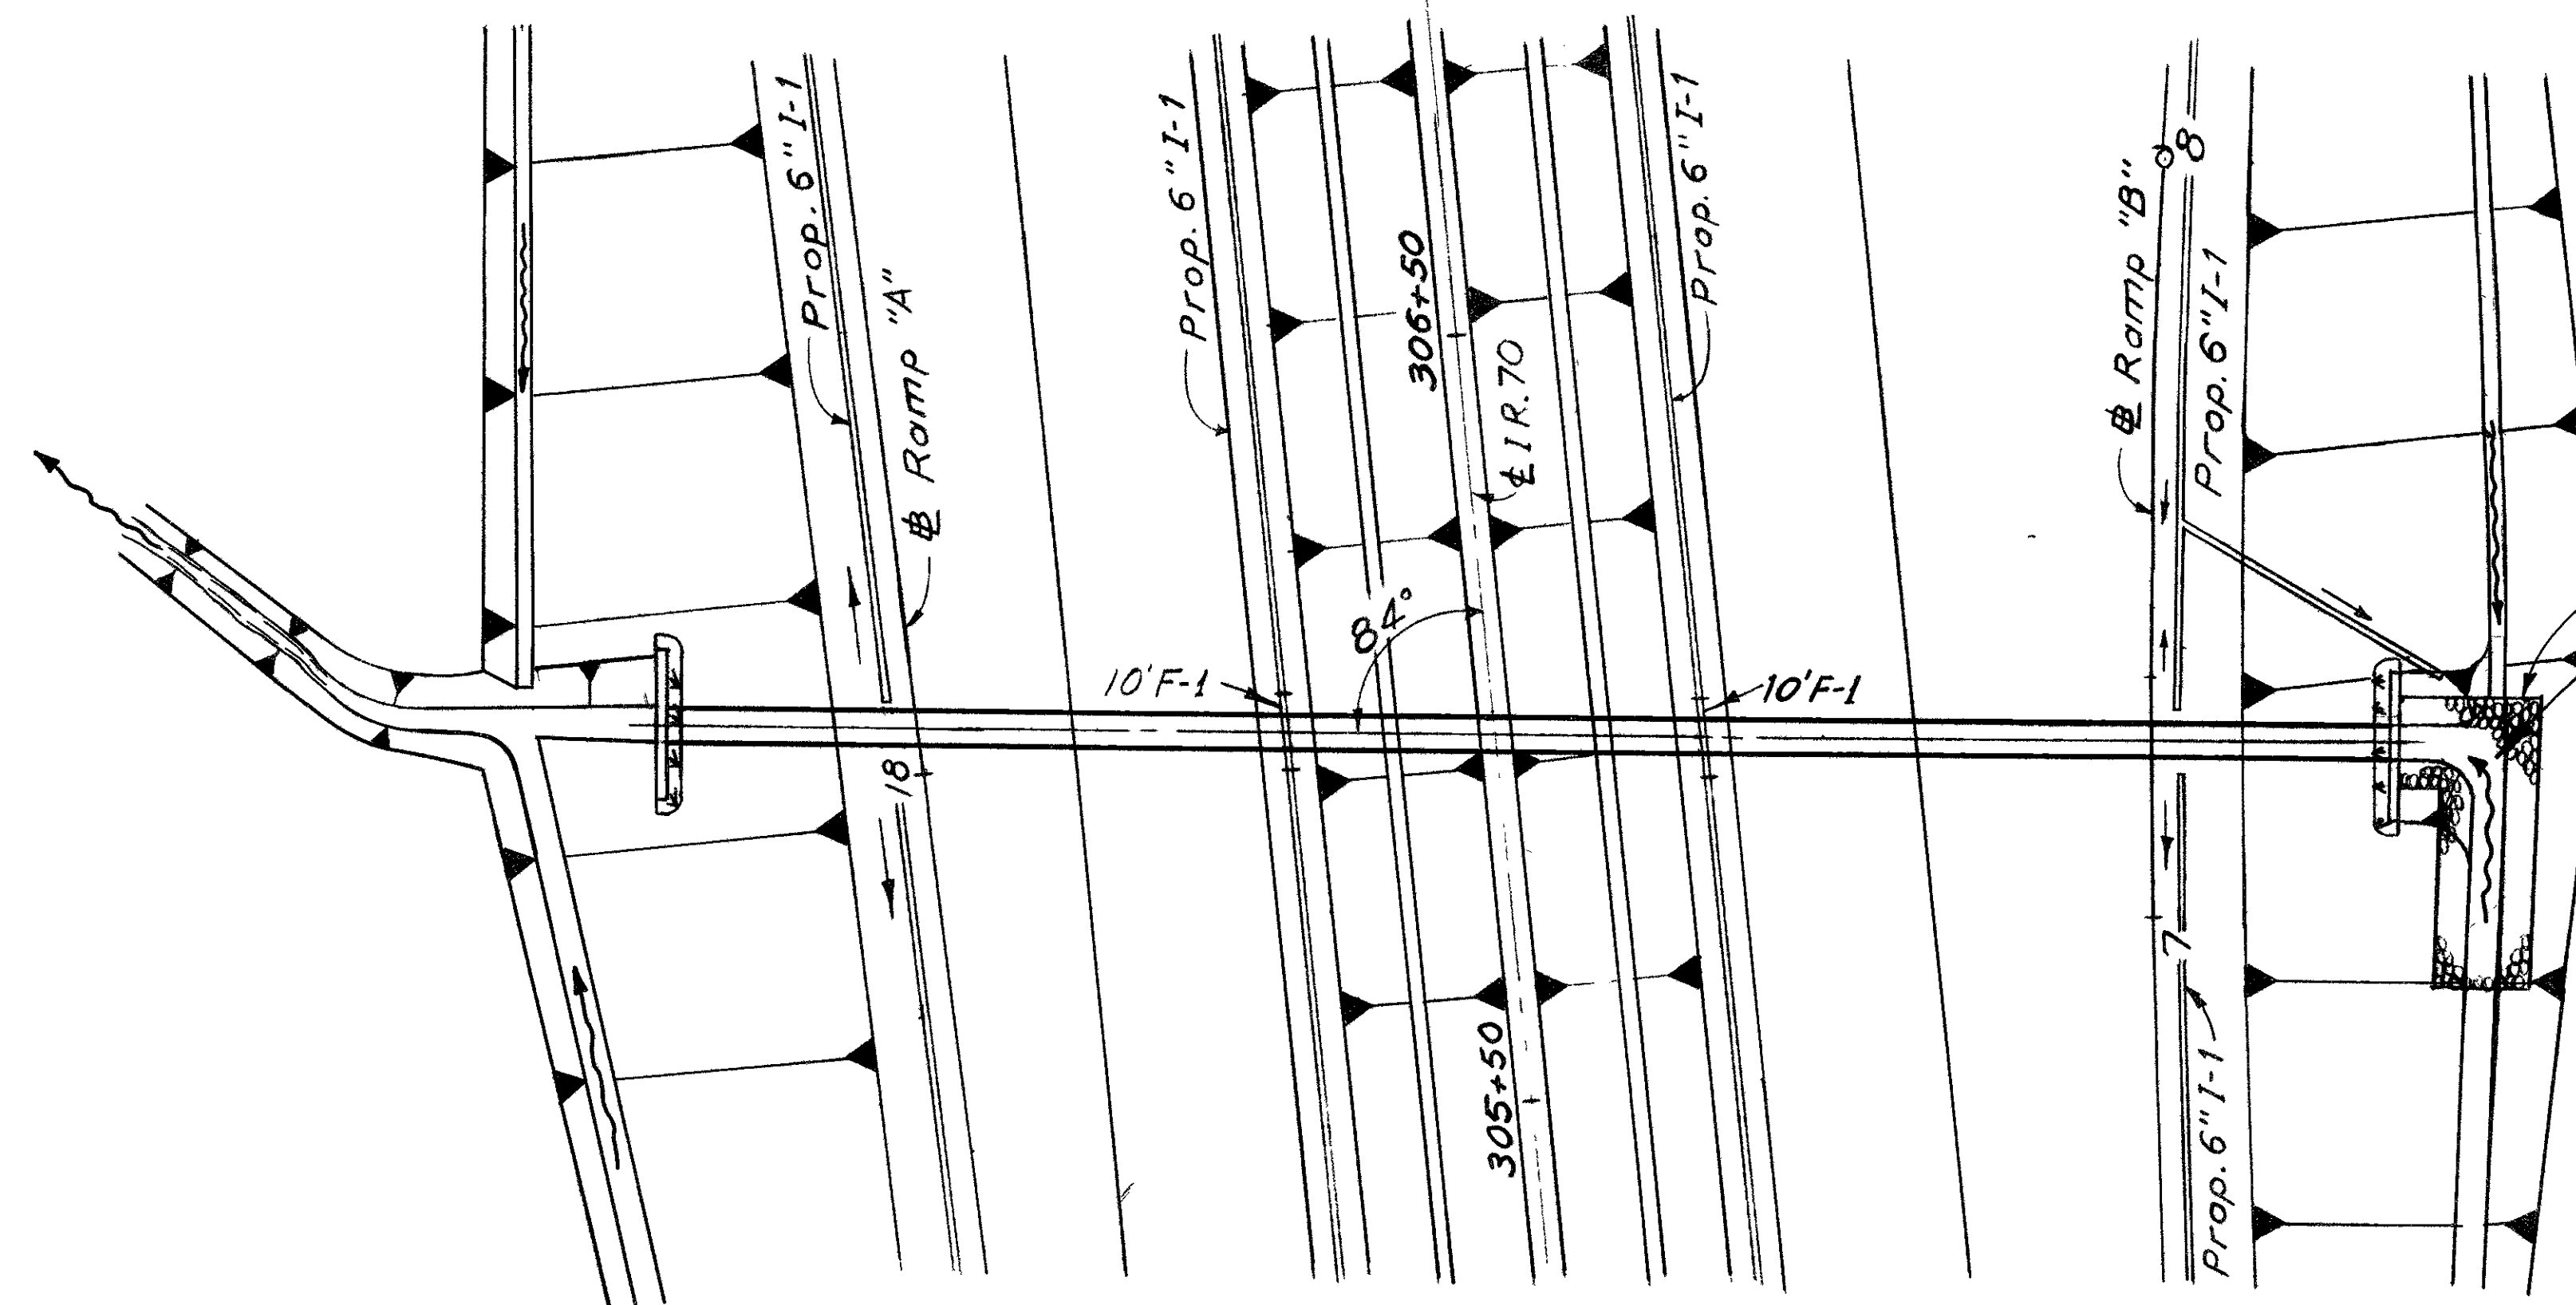 Prop. 6" I-1
℄ Ramp "A"
18
Prop. 6" I-1
10'F-1
84°
306+50
℄ I R. 70
305+50
Prop. 6" I-1
10'F-1
℄ Ramp "B"
8
Prop. 6" I-1
7
Prop. 6" I-1